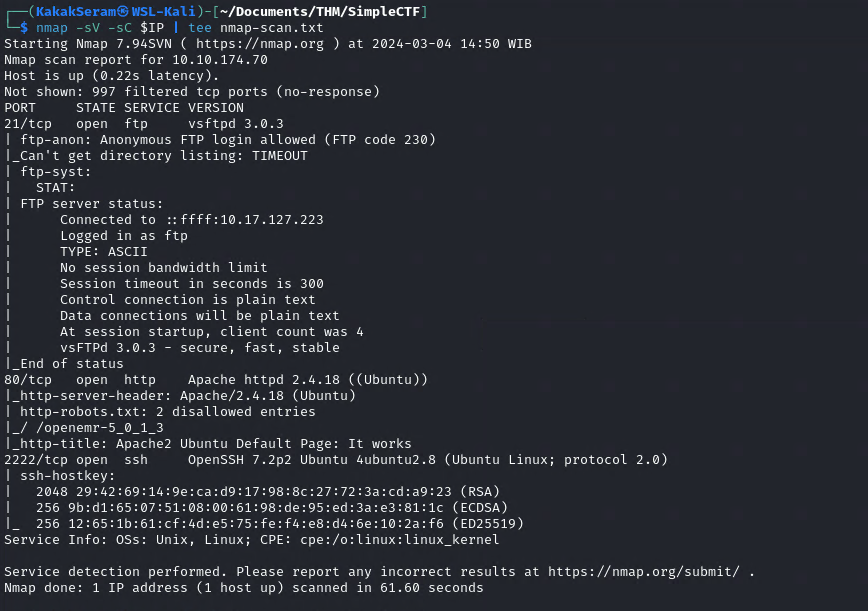 ┌──(KakakSeram㉿WSL-Kali)-[~/Documents/THM/SimpleCTF]
└─$ nmap -sV -sC $IP | tee nmap-scan.txt
Starting Nmap 7.94SVN ( https://nmap.org ) at 2024-03-04 14:50 WIB
Nmap scan report for 10.10.174.70
Host is up (0.22s latency).
Not shown: 997 filtered tcp ports (no-response)
PORT     STATE SERVICE VERSION
21/tcp   open  ftp     vsftpd 3.0.3
| ftp-anon: Anonymous FTP login allowed (FTP code 230)
|_Can't get directory listing: TIMEOUT
| ftp-syst:
|   STAT:
| FTP server status:
|      Connected to ::ffff:10.17.127.223
|      Logged in as ftp
|      TYPE: ASCII
|      No session bandwidth limit
|      Session timeout in seconds is 300
|      Control connection is plain text
|      Data connections will be plain text
|      At session startup, client count was 4
|      vsFTPd 3.0.3 - secure, fast, stable
|_End of status
80/tcp   open  http    Apache httpd 2.4.18 ((Ubuntu))
|_http-server-header: Apache/2.4.18 (Ubuntu)
| http-robots.txt: 2 disallowed entries
|_/ /openemr-5_0_1_3
|_http-title: Apache2 Ubuntu Default Page: It works
2222/tcp open  ssh     OpenSSH 7.2p2 Ubuntu 4ubuntu2.8 (Ubuntu Linux; protocol 2.0)
| ssh-hostkey:
|   2048 29:42:69:14:9e:ca:d9:17:98:8c:27:72:3a:cd:a9:23 (RSA)
|   256 9b:d1:65:07:51:08:00:61:98:de:95:ed:3a:e3:81:1c (ECDSA)
|_  256 12:65:1b:61:cf:4d:e5:75:fe:f4:e8:d4:6e:10:2a:f6 (ED25519)
Service Info: OSs: Unix, Linux; CPE: cpe:/o:linux:linux_kernel

Service detection performed. Please report any incorrect results at https://nmap.org/submit/ .
Nmap done: 1 IP address (1 host up) scanned in 61.60 seconds